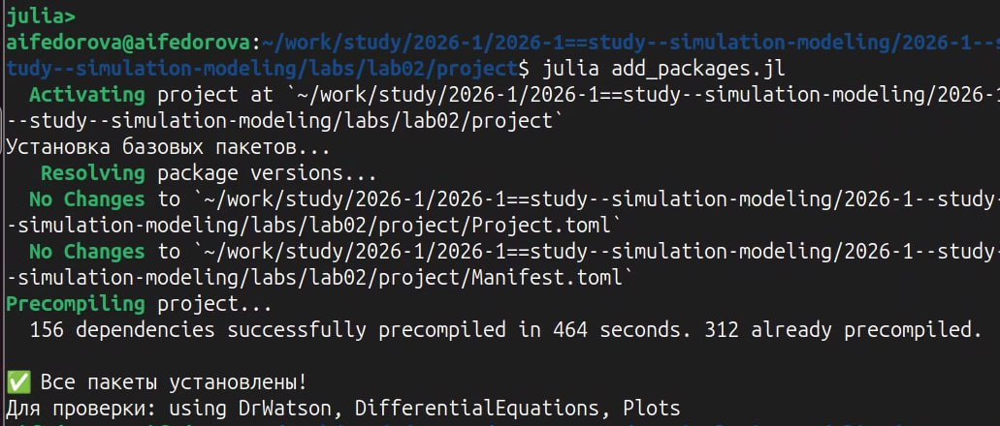 julia>
aifedorova@aifedorova:~/work/study/2026-1/2026-1==study--simulation-modeling/2026-1--s
tudy--simulation-modeling/labs/lab02/project$ julia add_packages.jl
Activating project at `~/work/study/2026-1/2026-1==study--simulation-modeling/2026-1
--study--simulation-modeling/labs/lab02/project`
Установка базовых пакетов...
Resolving package versions...
No Changes to `~/work/study/2026-1/2026-1==study--simulation-modeling/2026-1--study-
-simulation-modeling/labs/lab02/project/Project.toml`
No Changes to `~/work/study/2026-1/2026-1==study--simulation-modeling/2026-1--study-
-simulation-modeling/labs/lab02/project/Manifest.toml`
Precompiling project...
156 dependencies successfully precompiled in 464 seconds. 312 already precompiled.
✅ Все пакеты установлены!
Для проверки: using DrWatson, DifferentialEquations, Plots